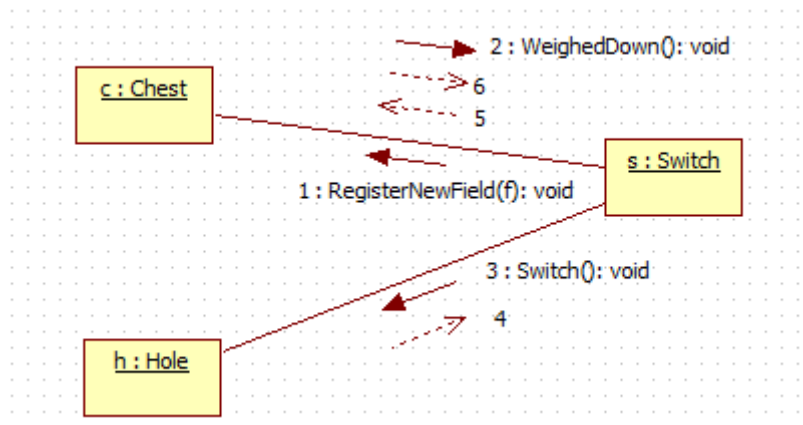 2 : WeighedDown(): void
c : Chest
6
5
s : Switch
1 : RegisterNewField(f): void
3 : Switch(): void
4
h : Hole